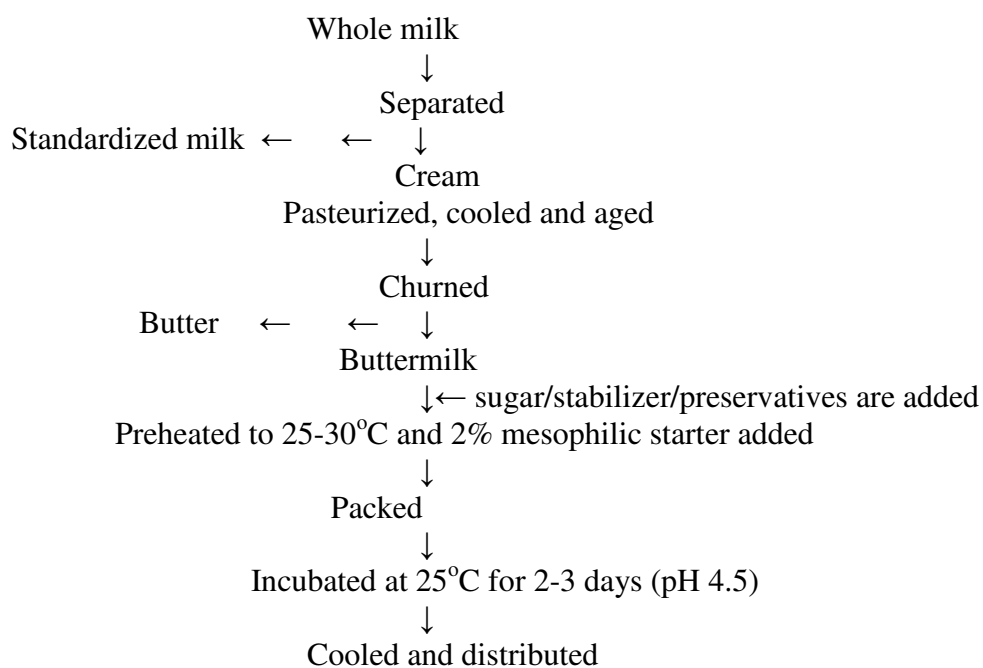 Whole milk
↓
Separated
Standardized milk ← ← ↓
Cream
Pasteurized, cooled and aged
↓
Churned
Butter ← ← ↓
Buttermilk
↓← sugar/stabilizer/preservatives are added
Preheated to 25-30°C and 2% mesophilic starter added
↓
Packed
↓
Incubated at 25°C for 2-3 days (pH 4.5)
↓
Cooled and distributed